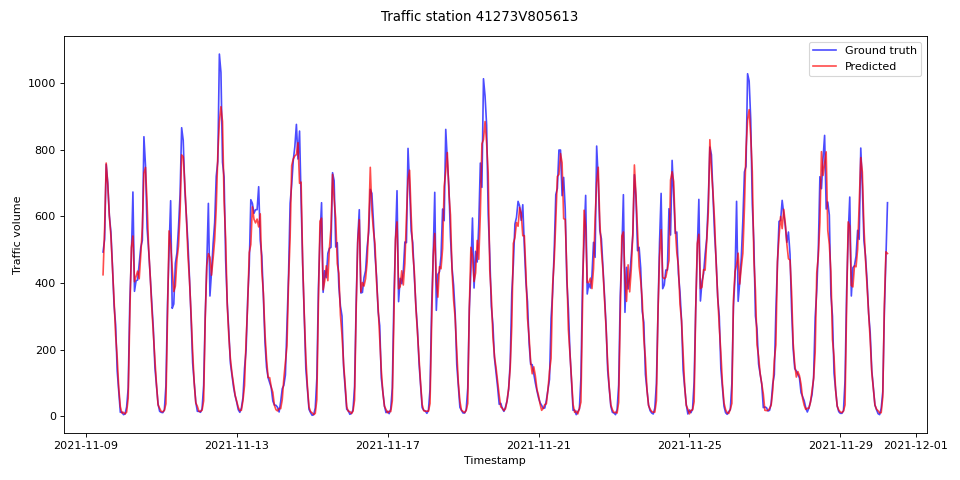 Traffic station 41273V805613
Ground truth
Predicted
1000
800
600
400
200
0
Traffic volume
2021-11-09
2021-11-13
2021-11-17
2021-11-21
2021-11-25
2021-11-29
2021-12-01
Timestamp